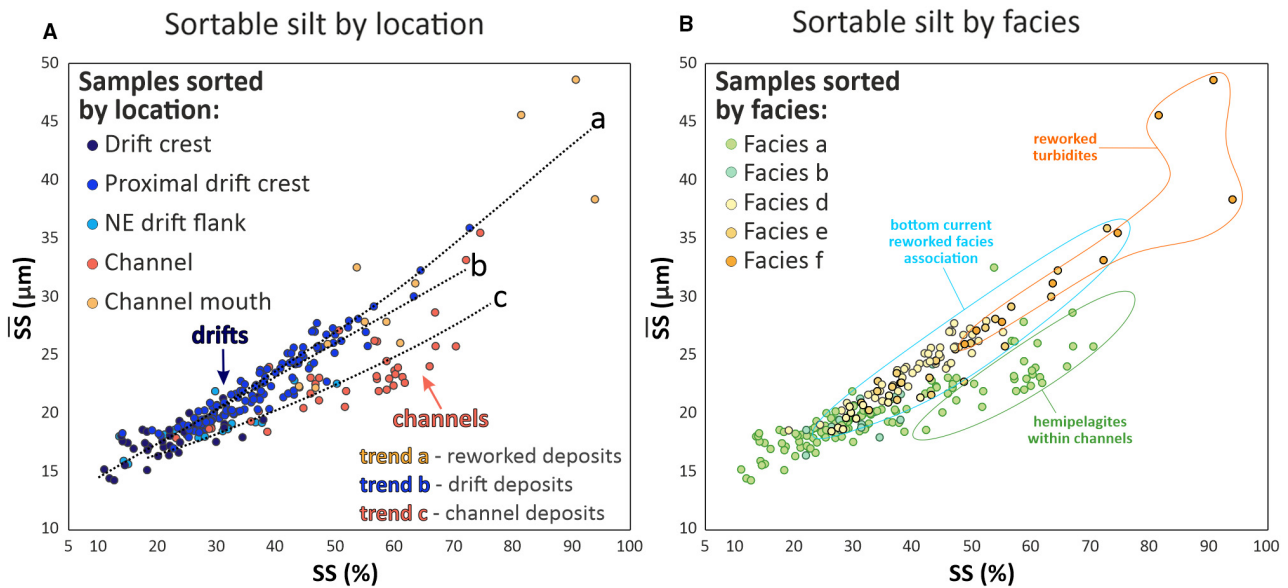 A
Sortable silt by location
50
45
40
35
30
25
20
15
10
S̅S̅ (μm)
Samples sorted
by location:
Drift crest
Proximal drift crest
NE drift flank
Channel
Channel mouth
drifts
a
b
c
channels
trend a - reworked deposits
trend b - drift deposits
trend c - channel deposits
5 10 20 30 40 50 60 70 80 90 100
SS (%)
B
Sortable silt by facies
50
45
40
35
30
25
20
15
10
S̅S̅ (μm)
Samples sorted
by facies:
Facies a
Facies b
Facies d
Facies e
Facies f
reworked
turbidites
bottom current
reworked facies
association
hemipelagites
within channels
5 10 20 30 40 50 60 70 80 90 100
SS (%)